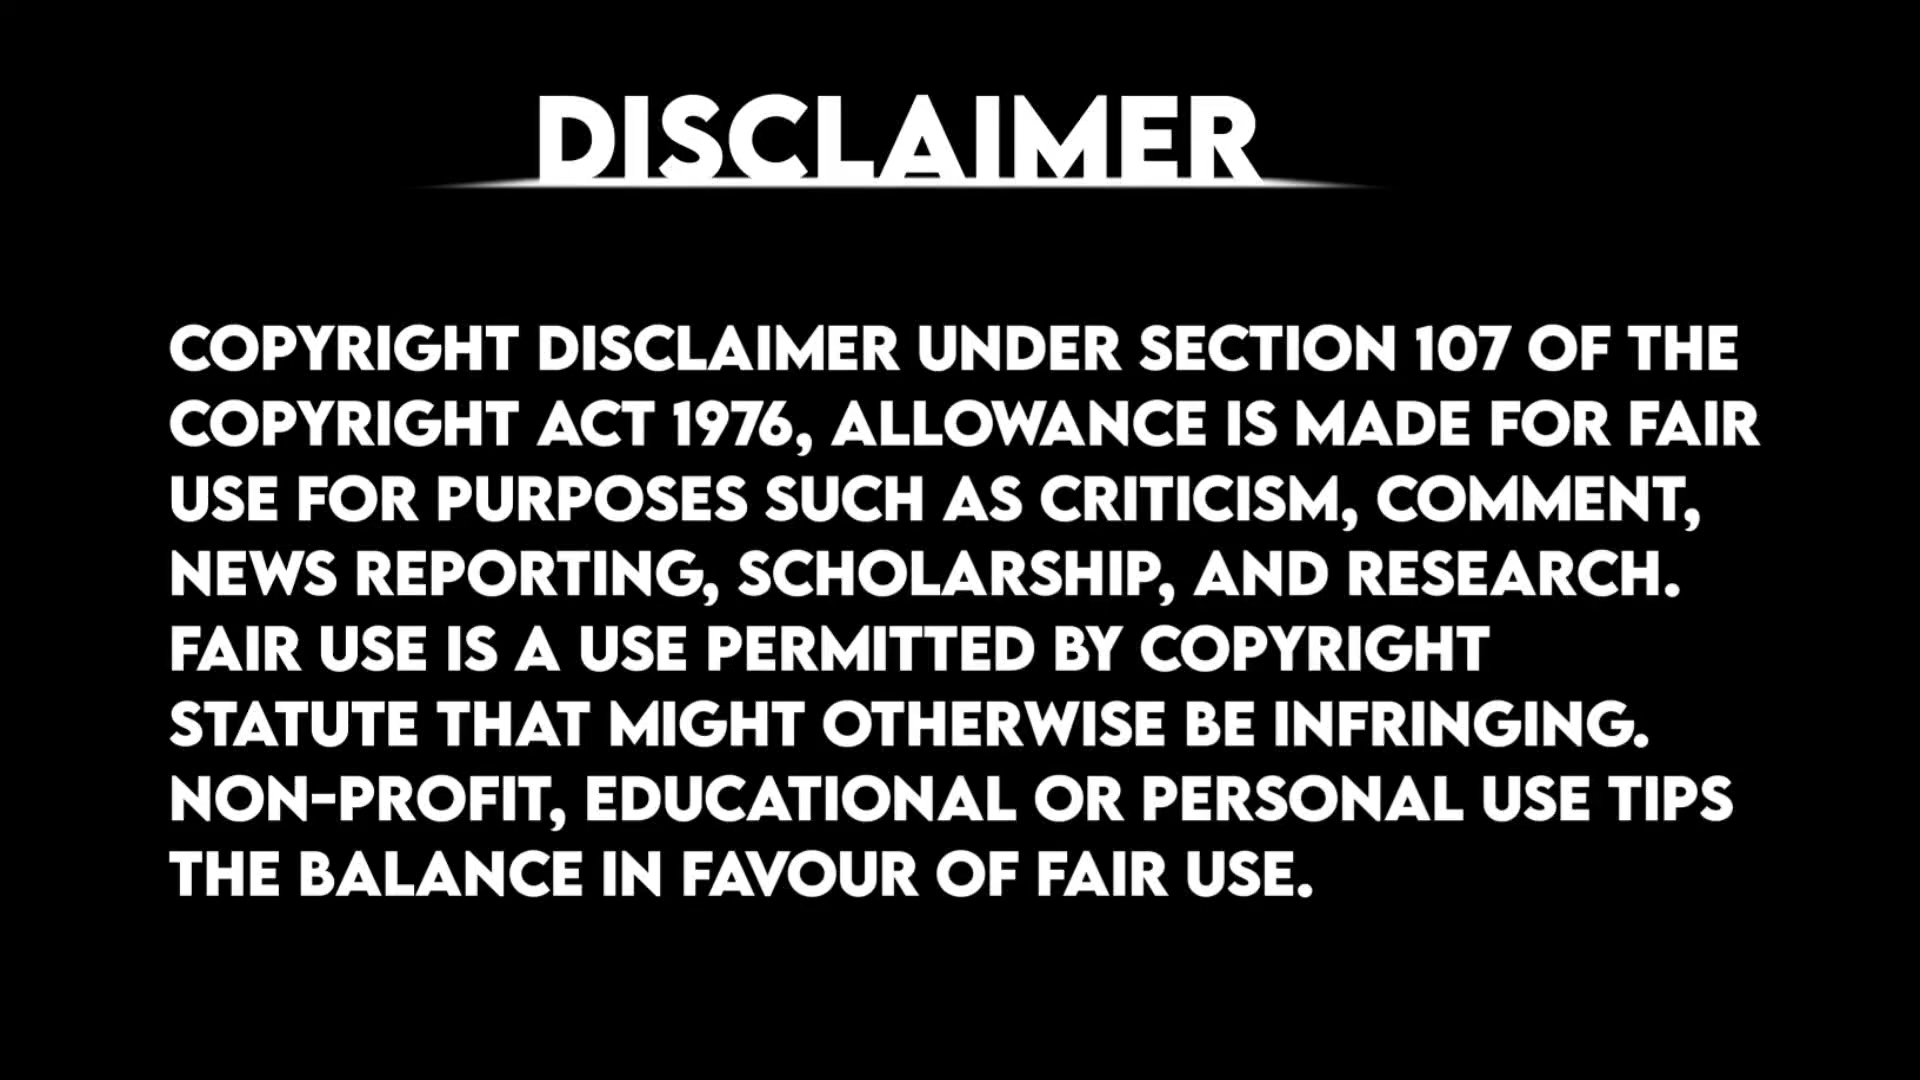 DISCLAIMER
COPYRIGHT DISCLAIMER UNDER SECTION 107 OF THE
COPYRIGHT ACT 1976, ALLOWANCE IS MADE FOR FAIR
USE FOR PURPOSES SUCH AS CRITICISM, COMMENT,
NEWS REPORTING, SCHOLARSHIP, AND RESEARCH.
FAIR USE IS A USE PERMITTED BY COPYRIGHT
STATUTE THAT MIGHT OTHERWISE BE INFRINGING.
NON-PROFIT, EDUCATIONAL OR PERSONAL USE TIPS
THE BALANCE IN FAVOUR OF FAIR USE.